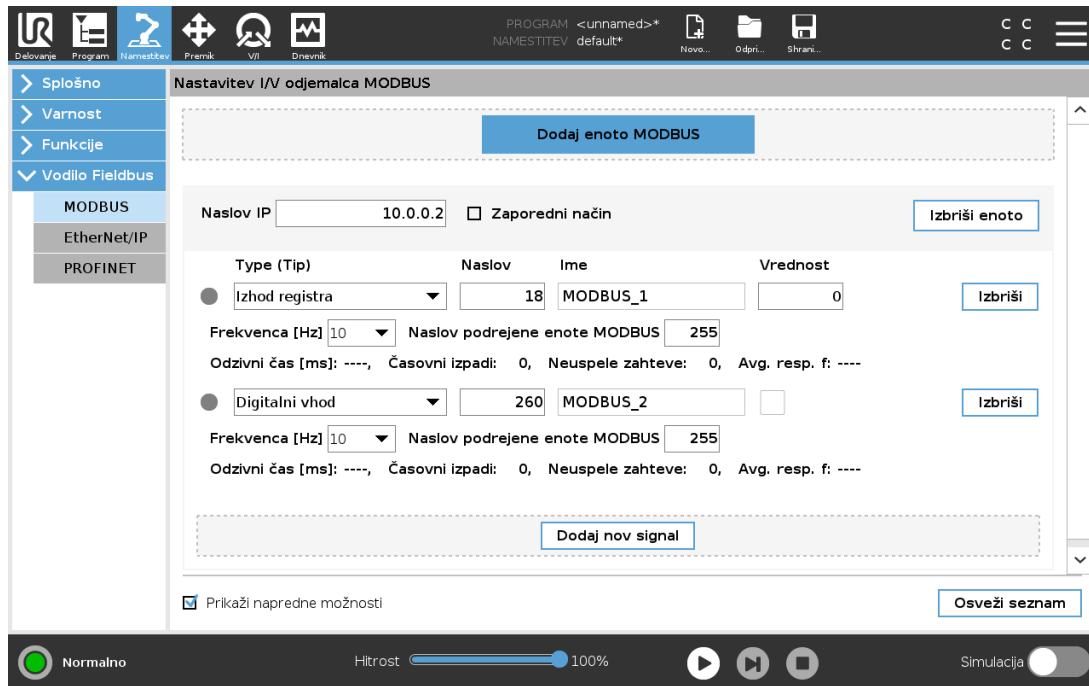 PROGRAM <unnamed>*
NAMESTITEV default*
Delovanje Program Namestitev Premik V/I Dnevnik Novo... Odpri... Shrani...
C C
C C
Splošno
Varnost
Funkcije
Vodilo Fieldbus
MODBUS
EtherNet/IP
PROFINET
Nastavitev I/V odjemalca MODBUS
Dodaj enoto MODBUS
Naslov IP 10.0.0.2 Zaporedni način Izbriši enoto
Type (Tip) Naslov Ime Vrednost
Izhod registra 18 MODBUS_1 0 Izbriši
Frekvenca [Hz] 10 Naslov podrejene enote MODBUS 255
Odzivni čas [ms]: ----, Časovni izpadi: 0, Neuspele zahteve: 0, Avg. resp. f: ----
Digitalni vhod 260 MODBUS_2 Izbriši
Frekvenca [Hz] 10 Naslov podrejene enote MODBUS 255
Odzivni čas [ms]: ----, Časovni izpadi: 0, Neuspele zahteve: 0, Avg. resp. f: ----
Dodaj nov signal
Prikaži napredne možnosti Osveži seznam
Normalno Hitrost 100% Simulacija